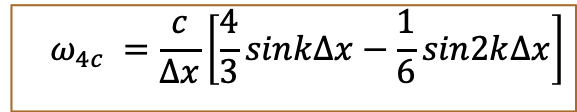 ω₄c = c/Δx [4/3 sinkΔx − 1/6 sin2kΔx]